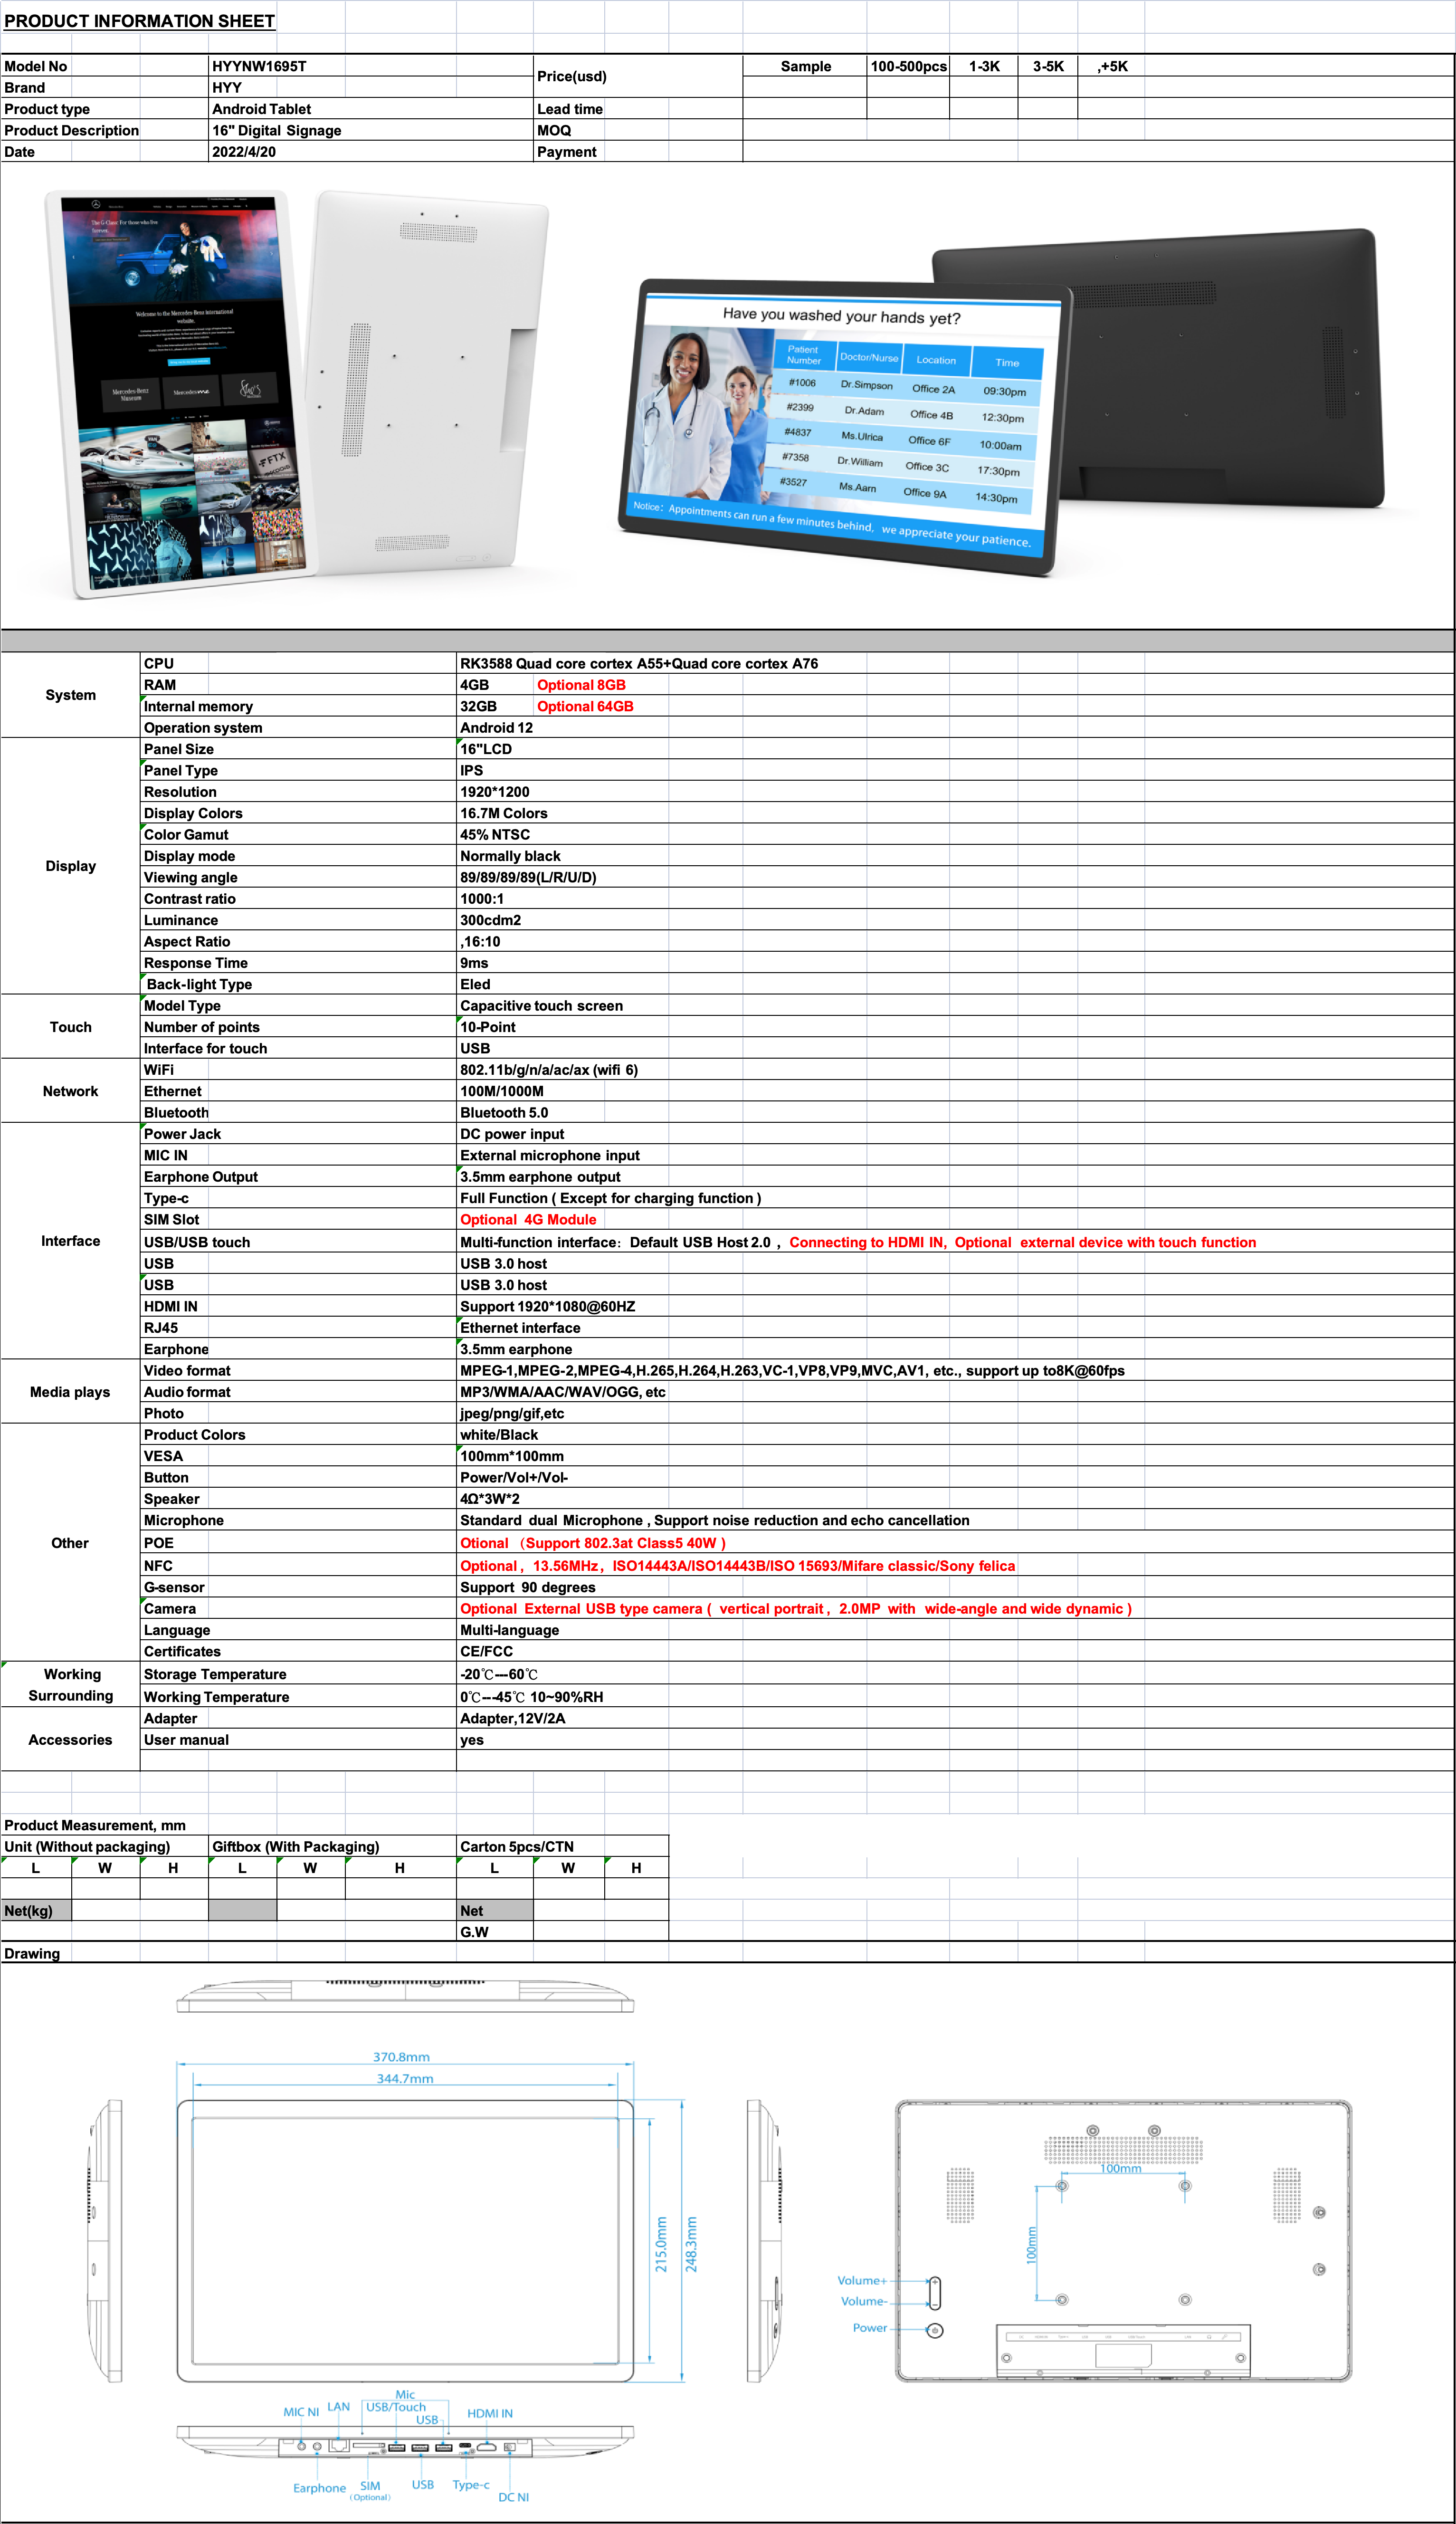 PRODUCT INFORMATION SHEET
Model No HYYNW1695T Price(usd) Sample 100-500pcs 1-3K 3-5K ,+5K
Brand HYY
Product type Android Tablet Lead time
Product Description 16" Digital Signage MOQ
Date 2022/4/20 Payment
The G-Class: For those who live
heroes.
Welcome to the Mercedes-Benz international
website.
Mercedes-Benz
Museum
Mercedes me
FFTX
Have you washed your hands yet?
Patient Number Doctor/Nurse Location Time
#1006 Dr.Simpson Office 2A 09:30pm
#2399 Dr.Adam Office 4B 12:30pm
#4837 Ms.Ulrica Office 6F 10:00am
#7358 Dr.William Office 3C 17:30pm
#3527 Ms.Aarn Office 9A 14:30pm
Notice: Appointments can run a few minutes behind, we appreciate your patience.
System
CPU RK3588 Quad core cortex A55+Quad core cortex A76
RAM 4GB Optional 8GB
Internal memory 32GB Optional 64GB
Operation system Android 12
Display
Panel Size 16"LCD
Panel Type IPS
Resolution 1920*1200
Display Colors 16.7M Colors
Color Gamut 45% NTSC
Display mode Normally black
Viewing angle 89/89/89/89(L/R/U/D)
Contrast ratio 1000:1
Luminance 300cdm2
Aspect Ratio ,16:10
Response Time 9ms
Back-light Type Eled
Touch
Model Type Capacitive touch screen
Number of points 10-Point
Interface for touch USB
Network
WiFi 802.11b/g/n/a/ac/ax (wifi 6)
Ethernet 100M/1000M
Bluetooth Bluetooth 5.0
Interface
Power Jack DC power input
MIC IN External microphone input
Earphone Output 3.5mm earphone output
Type-c Full Function ( Except for charging function )
SIM Slot Optional 4G Module
USB/USB touch Multi-function interface：Default USB Host 2.0 ，Connecting to HDMI IN，Optional external device with touch function
USB USB 3.0 host
USB USB 3.0 host
HDMI IN Support 1920*1080@60HZ
RJ45 Ethernet interface
Earphone 3.5mm earphone
Media plays
Video format MPEG-1,MPEG-2,MPEG-4,H.265,H.264,H.263,VC-1,VP8,VP9,MVC,AV1, etc., support up to8K@60fps
Audio format MP3/WMA/AAC/WAV/OGG, etc
Photo jpeg/png/gif,etc
Other
Product Colors white/Black
VESA 100mm*100mm
Button Power/Vol+/Vol-
Speaker 4Ω*3W*2
Microphone Standard dual Microphone , Support noise reduction and echo cancellation
POE Otional （Support 802.3at Class5 40W )
NFC Optional，13.56MHz，ISO14443A/ISO14443B/ISO 15693/Mifare classic/Sony felica
G-sensor Support 90 degrees
Camera Optional External USB type camera ( vertical portrait，2.0MP with wide-angle and wide dynamic )
Language Multi-language
Certificates CE/FCC
Working Surrounding
Storage Temperature -20℃---60℃
Working Temperature 0℃---45℃ 10~90%RH
Accessories
Adapter Adapter,12V/2A
User manual yes
Product Measurement, mm
Unit (Without packaging) Giftbox (With Packaging) Carton 5pcs/CTN
L W H L W H L W H
Net(kg) Net
G.W
Drawing
370.8mm
344.7mm
215.0mm
248.3mm
100mm
100mm
Volume+
Volume-
Power
Mic
MIC NI LAN USB/Touch
USB HDMI IN
Earphone SIM USB Type-c
(Optional)
DC NI